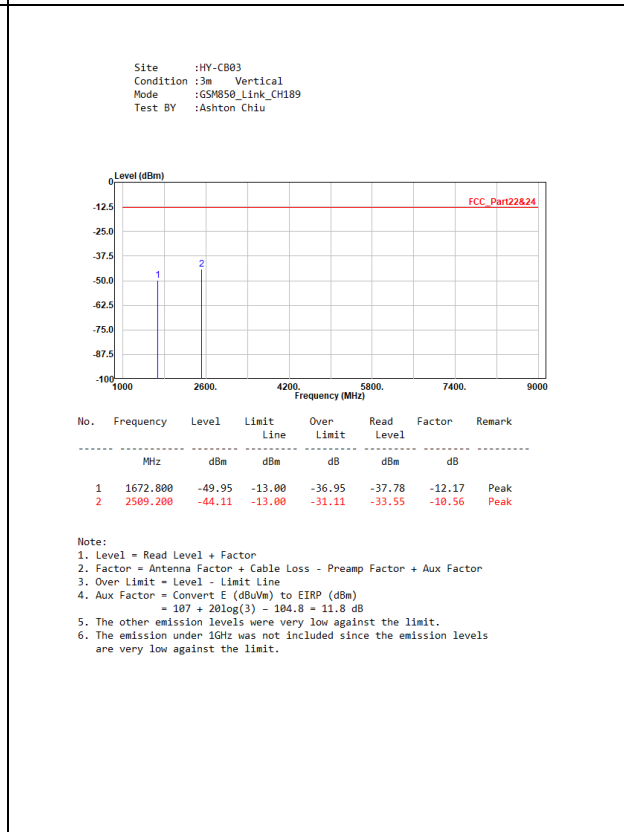 Site      :HY-CB03
Condition :3m    Vertical
Mode      :GSM850_Link_CH189
Test BY   :Ashton Chiu
Level (dBm)
0
FCC_Part22&24
-12.5
-25.0
-37.5
2
1
-50.0
-62.5
-75.0
-87.5
-100
1000 2600. 4200. 5800. 7400. 9000
Frequency (MHz)
No. Frequency Level Limit Over Read Factor Remark
Line Limit Level
------ ----------- -------- --------- --------- --------- -------- ---------
MHz dBm dBm dB dBm dB
1 1672.800 -49.95 -13.00 -36.95 -37.78 -12.17 Peak
2 2509.200 -44.11 -13.00 -31.11 -33.55 -10.56 Peak
Note:
1. Level = Read Level + Factor
2. Factor = Antenna Factor + Cable Loss - Preamp Factor + Aux Factor
3. Over Limit = Level - Limit Line
4. Aux Factor = Convert E (dBuVm) to EIRP (dBm)
= 107 + 20log(3) – 104.8 = 11.8 dB
5. The other emission levels were very low against the limit.
6. The emission under 1GHz was not included since the emission levels
are very low against the limit.